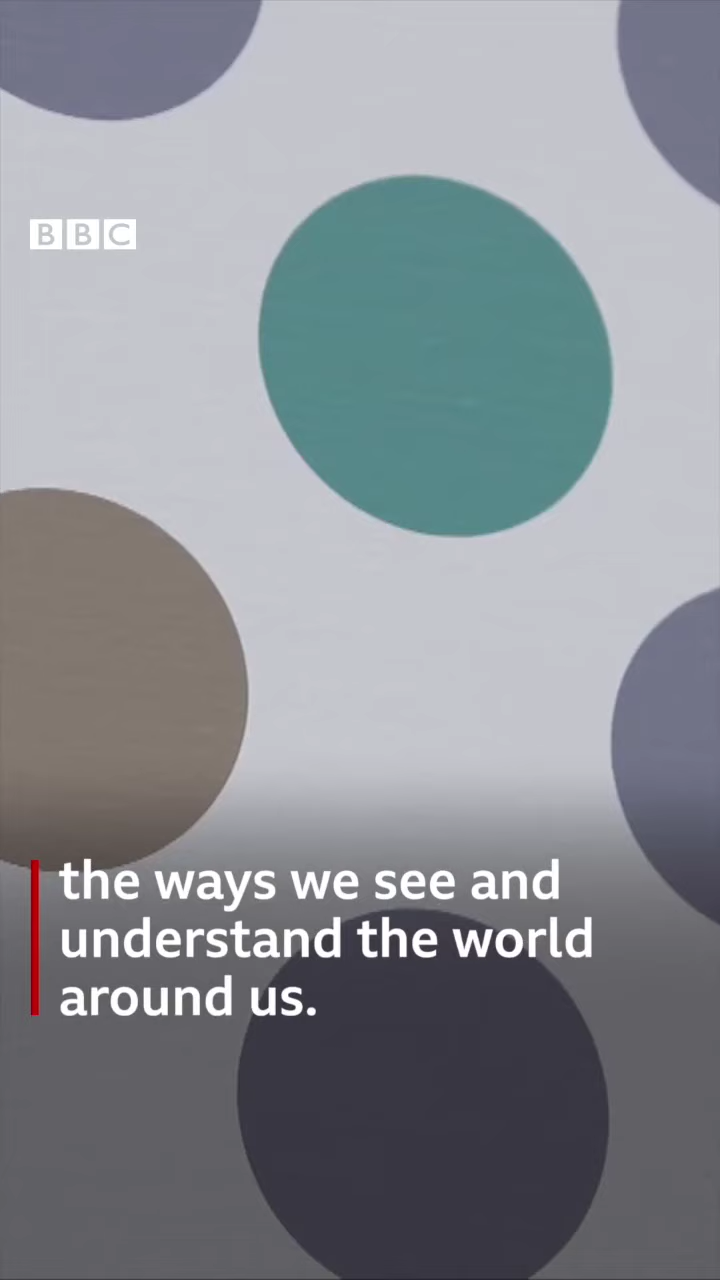 BBC
the ways we see and
understand the world
around us.